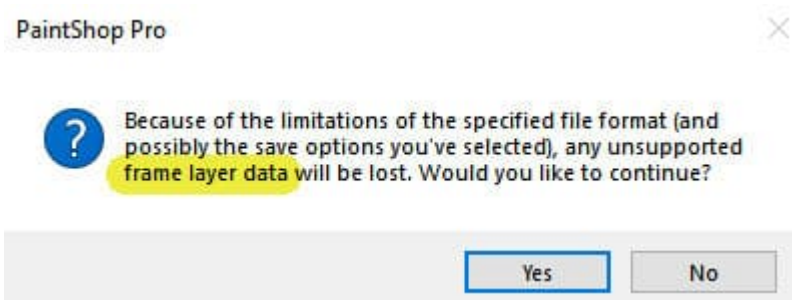 PaintShop Pro
Because of the limitations of the specified file format (and
possibly the save options you've selected), any unsupported
frame layer data will be lost. Would you like to continue?
Yes
No